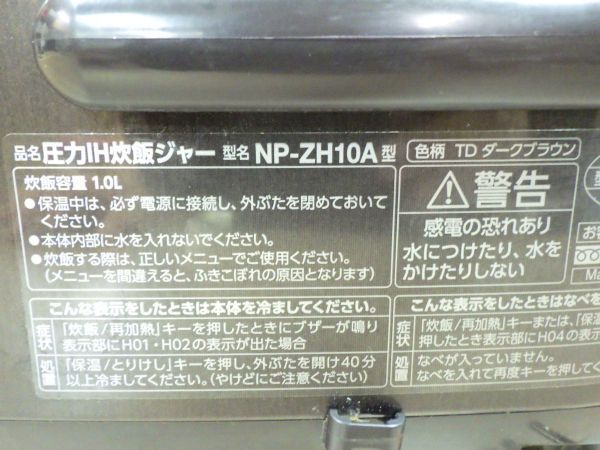 品名 圧力IH炊飯ジャー 型名 NP-ZH10A 型 色柄 TD ダークブラウン
炊飯容量 1.0L
●保温中は、必ず電源に接続し、外ぶたを閉めておいて
ください。
●本体内部に水を入れないでください。
●炊飯する際は、正しいメニューでご使用ください。
(メニューを間違えると、ふきこぼれの原因となります)
警告
感電の恐れあり
水につけたり、水を
かけたりしない
お客
Ma
こんな表示をしたときは本体を冷ましてください。
症状 「炊飯/再加熱」キーを押したときにブザーが鳴り
表示部にH01・H02の表示が出た場合
処置 「保温/とりけし」キーを押し、外ぶたを開け40分
以上冷ましてください。(やけどにご注意ください)
こんな表示をしたときはなべを
症状 「炊飯/再加熱」キーまたは、「保
したとき表示部にH04の表示
処置 なべが入っていません。
なべを入れて再度キーを押して